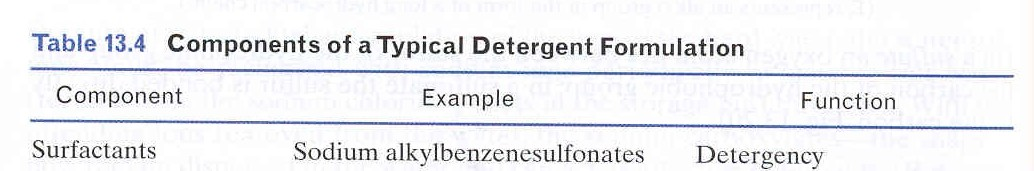 Table 13.4 Components of a Typical Detergent Formulation
Component Example Function
Surfactants Sodium alkylbenzenesulfonates Detergency